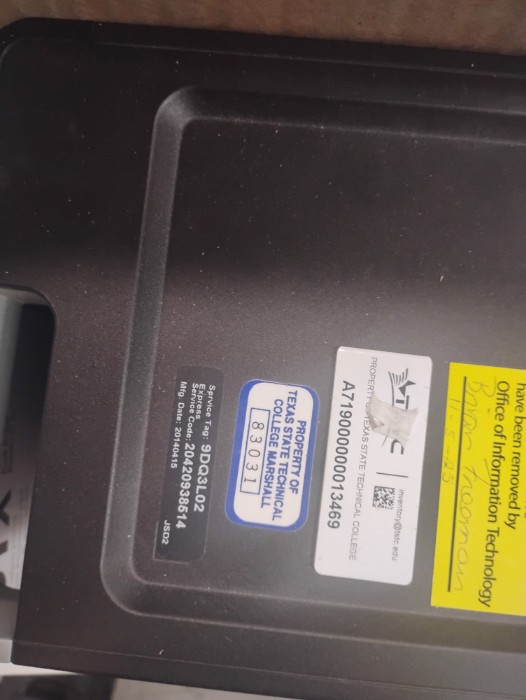 have been removed by
Office of Information Technology
inventory@tstc.edu
PROPERTY OF TEXAS STATE TECHNICAL COLLEGE
A719000000013469
PROPERTY OF
TEXAS STATE TECHNICAL
COLLEGE MARSHALL
83031
Service Tag: 9DQ3L02
Express
Service Code: 20420938514
Mfg. Date: 20140415
JSD2